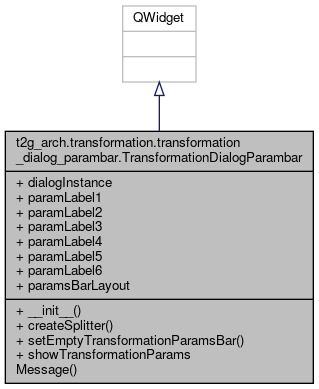 QWidget
t2g_arch.transformation.transformation
_dialog_parambar.TransformationDialogParambar
+ dialogInstance
+ paramLabel1
+ paramLabel2
+ paramLabel3
+ paramLabel4
+ paramLabel5
+ paramLabel6
+ paramsBarLayout
+ __init__()
+ createSplitter()
+ setEmptyTransformationParamsBar()
+ showTransformationParams
Message()